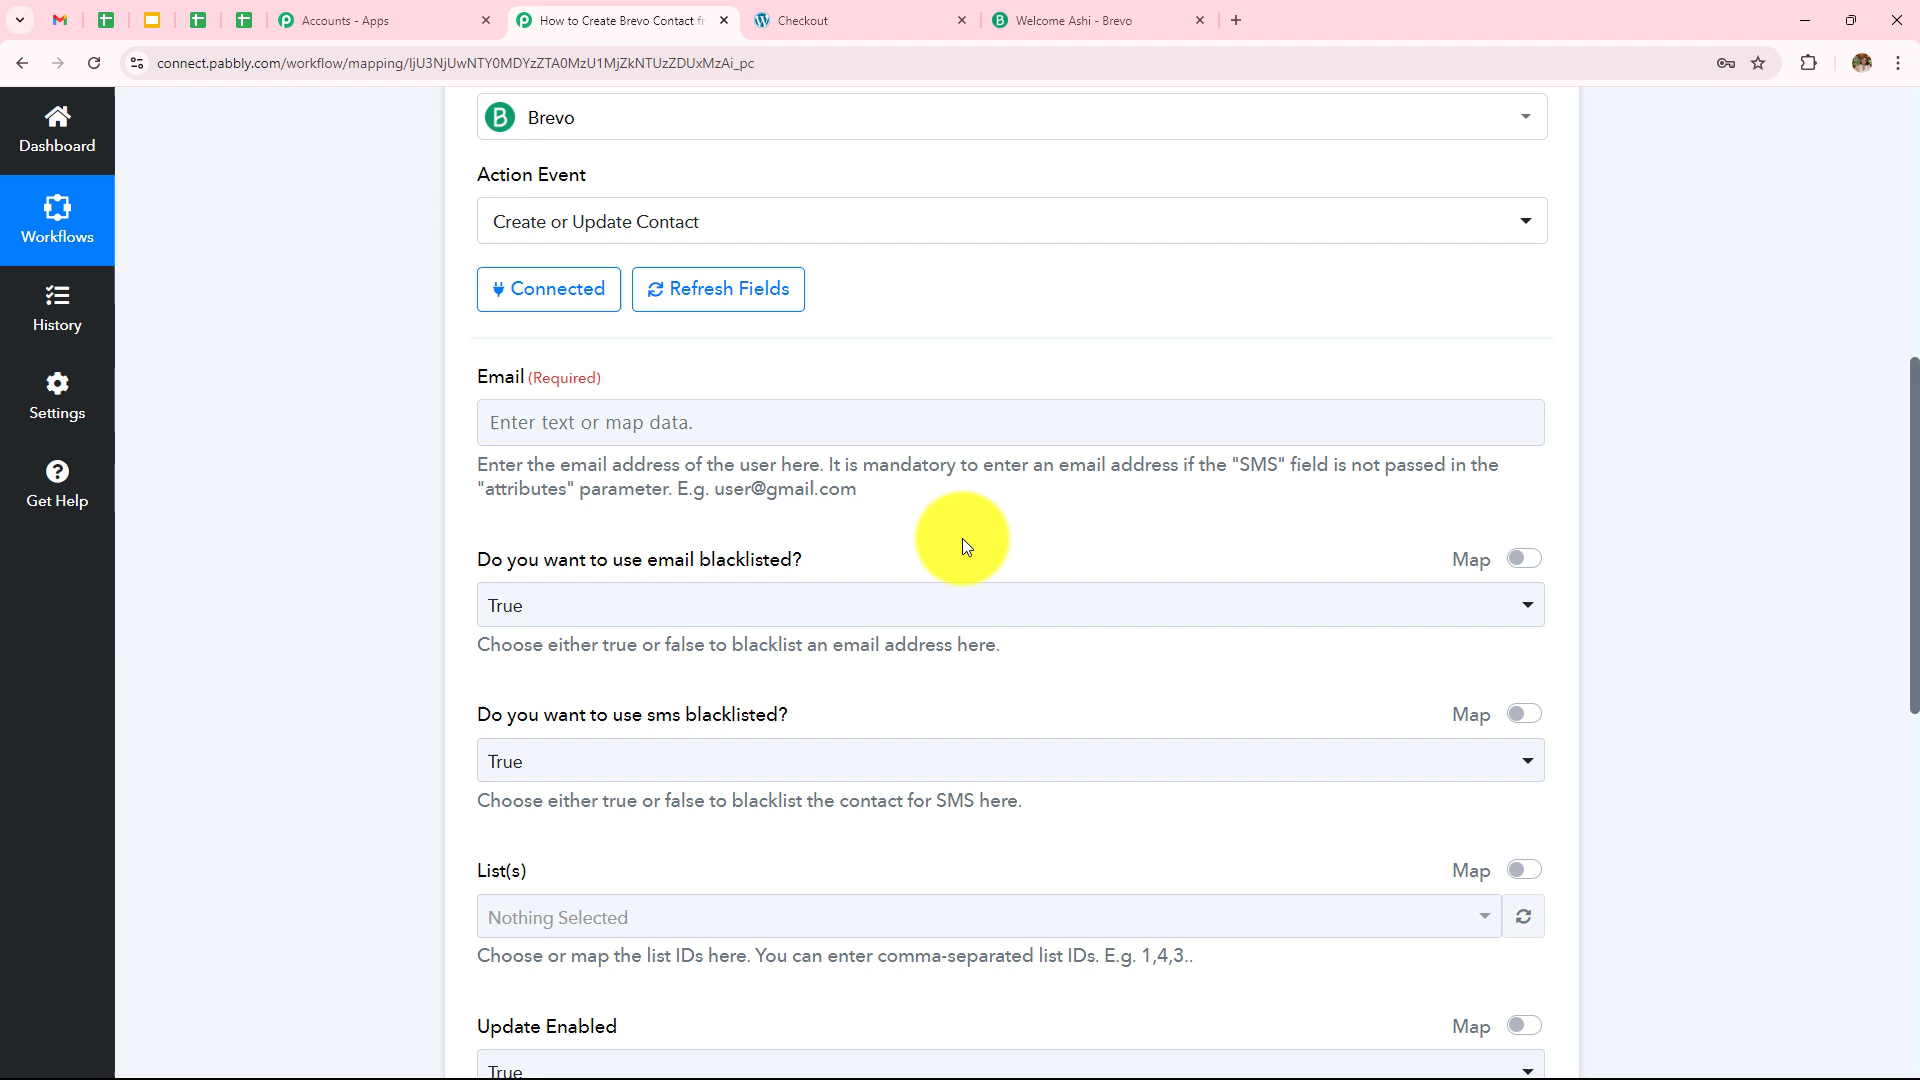 Accounts - Apps
How to Create Brevo Contact fr
Checkout
Welcome Ashi - Brevo
connect.pabbly.com/workflow/mapping/IjU3NjUwNTY0MDYzZTA0MzU1MjZkNTUzZDUxMzAi_pc
Dashboard
Workflows
History
Settings
Get Help
Brevo
Action Event
Create or Update Contact
Connected
Refresh Fields
Email (Required)
Enter text or map data.
Enter the email address of the user here. It is mandatory to enter an email address if the "SMS" field is not passed in the
"attributes" parameter. E.g. user@gmail.com
Do you want to use email blacklisted?
Map
True
Choose either true or false to blacklist an email address here.
Do you want to use sms blacklisted?
Map
True
Choose either true or false to blacklist the contact for SMS here.
List(s)
Map
Nothing Selected
Choose or map the list IDs here. You can enter comma-separated list IDs. E.g. 1,4,3..
Update Enabled
Map
True